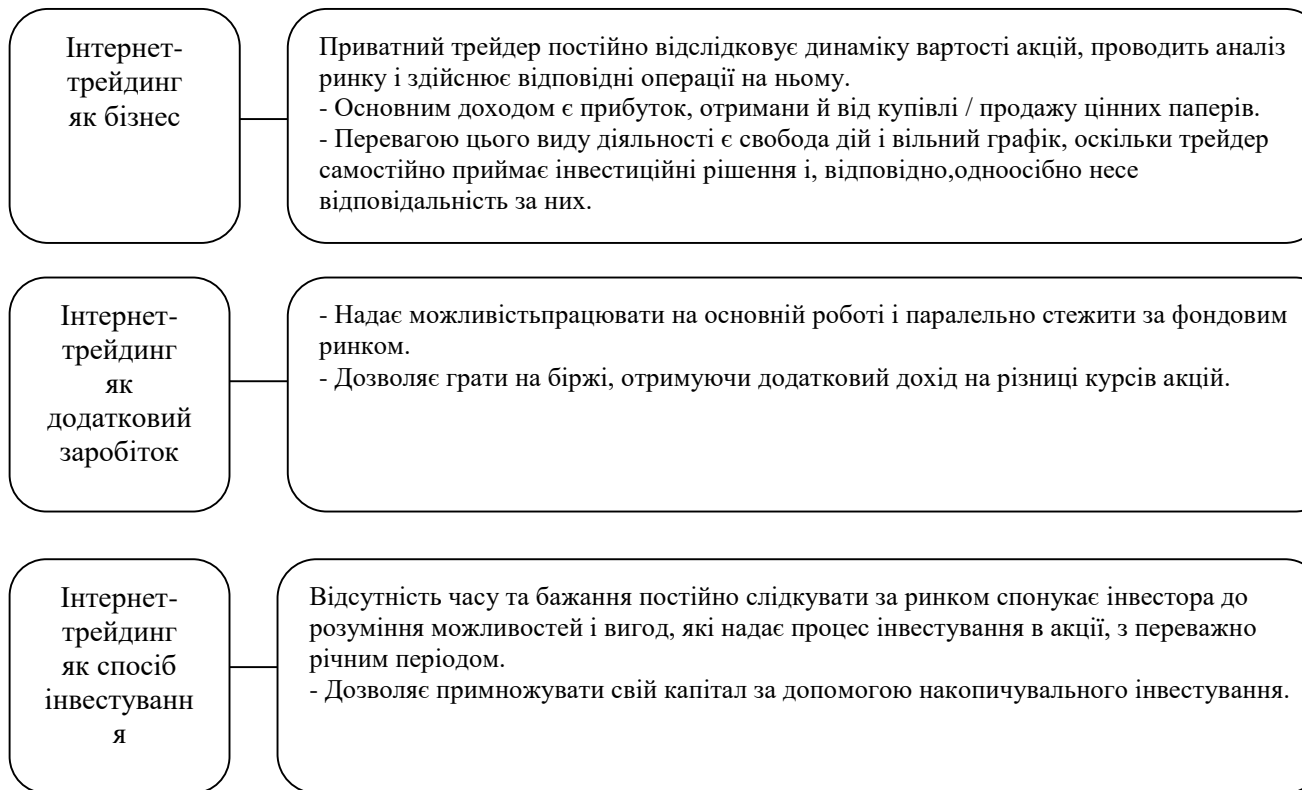 Інтернет-
трейдинг
як бізнес
Приватний трейдер постійно відслідковує динаміку вартості акцій, проводить аналіз
ринку і здійснює відповідні операції на ньому.
- Основним доходом є прибуток, отримани й від купівлі / продажу цінних паперів.
- Перевагою цього виду діяльності є свобода дій і вільний графік, оскільки трейдер
самостійно приймає інвестиційні рішення і, відповідно,одноосібно несе
відповідальність за них.
Інтернет-
трейдинг
як
додатковий
заробіток
- Надає можливістьпрацювати на основній роботі і паралельно стежити за фондовим
ринком.
- Дозволяє грати на біржі, отримуючи додатковий дохід на різниці курсів акцій.
Інтернет-
трейдинг
як спосіб
інвестуванн
я
Відсутність часу та бажання постійно слідкувати за ринком спонукає інвестора до
розуміння можливостей і вигод, які надає процес інвестування в акції, з переважно
річним періодом.
- Дозволяє примножувати свій капітал за допомогою накопичувального інвестування.